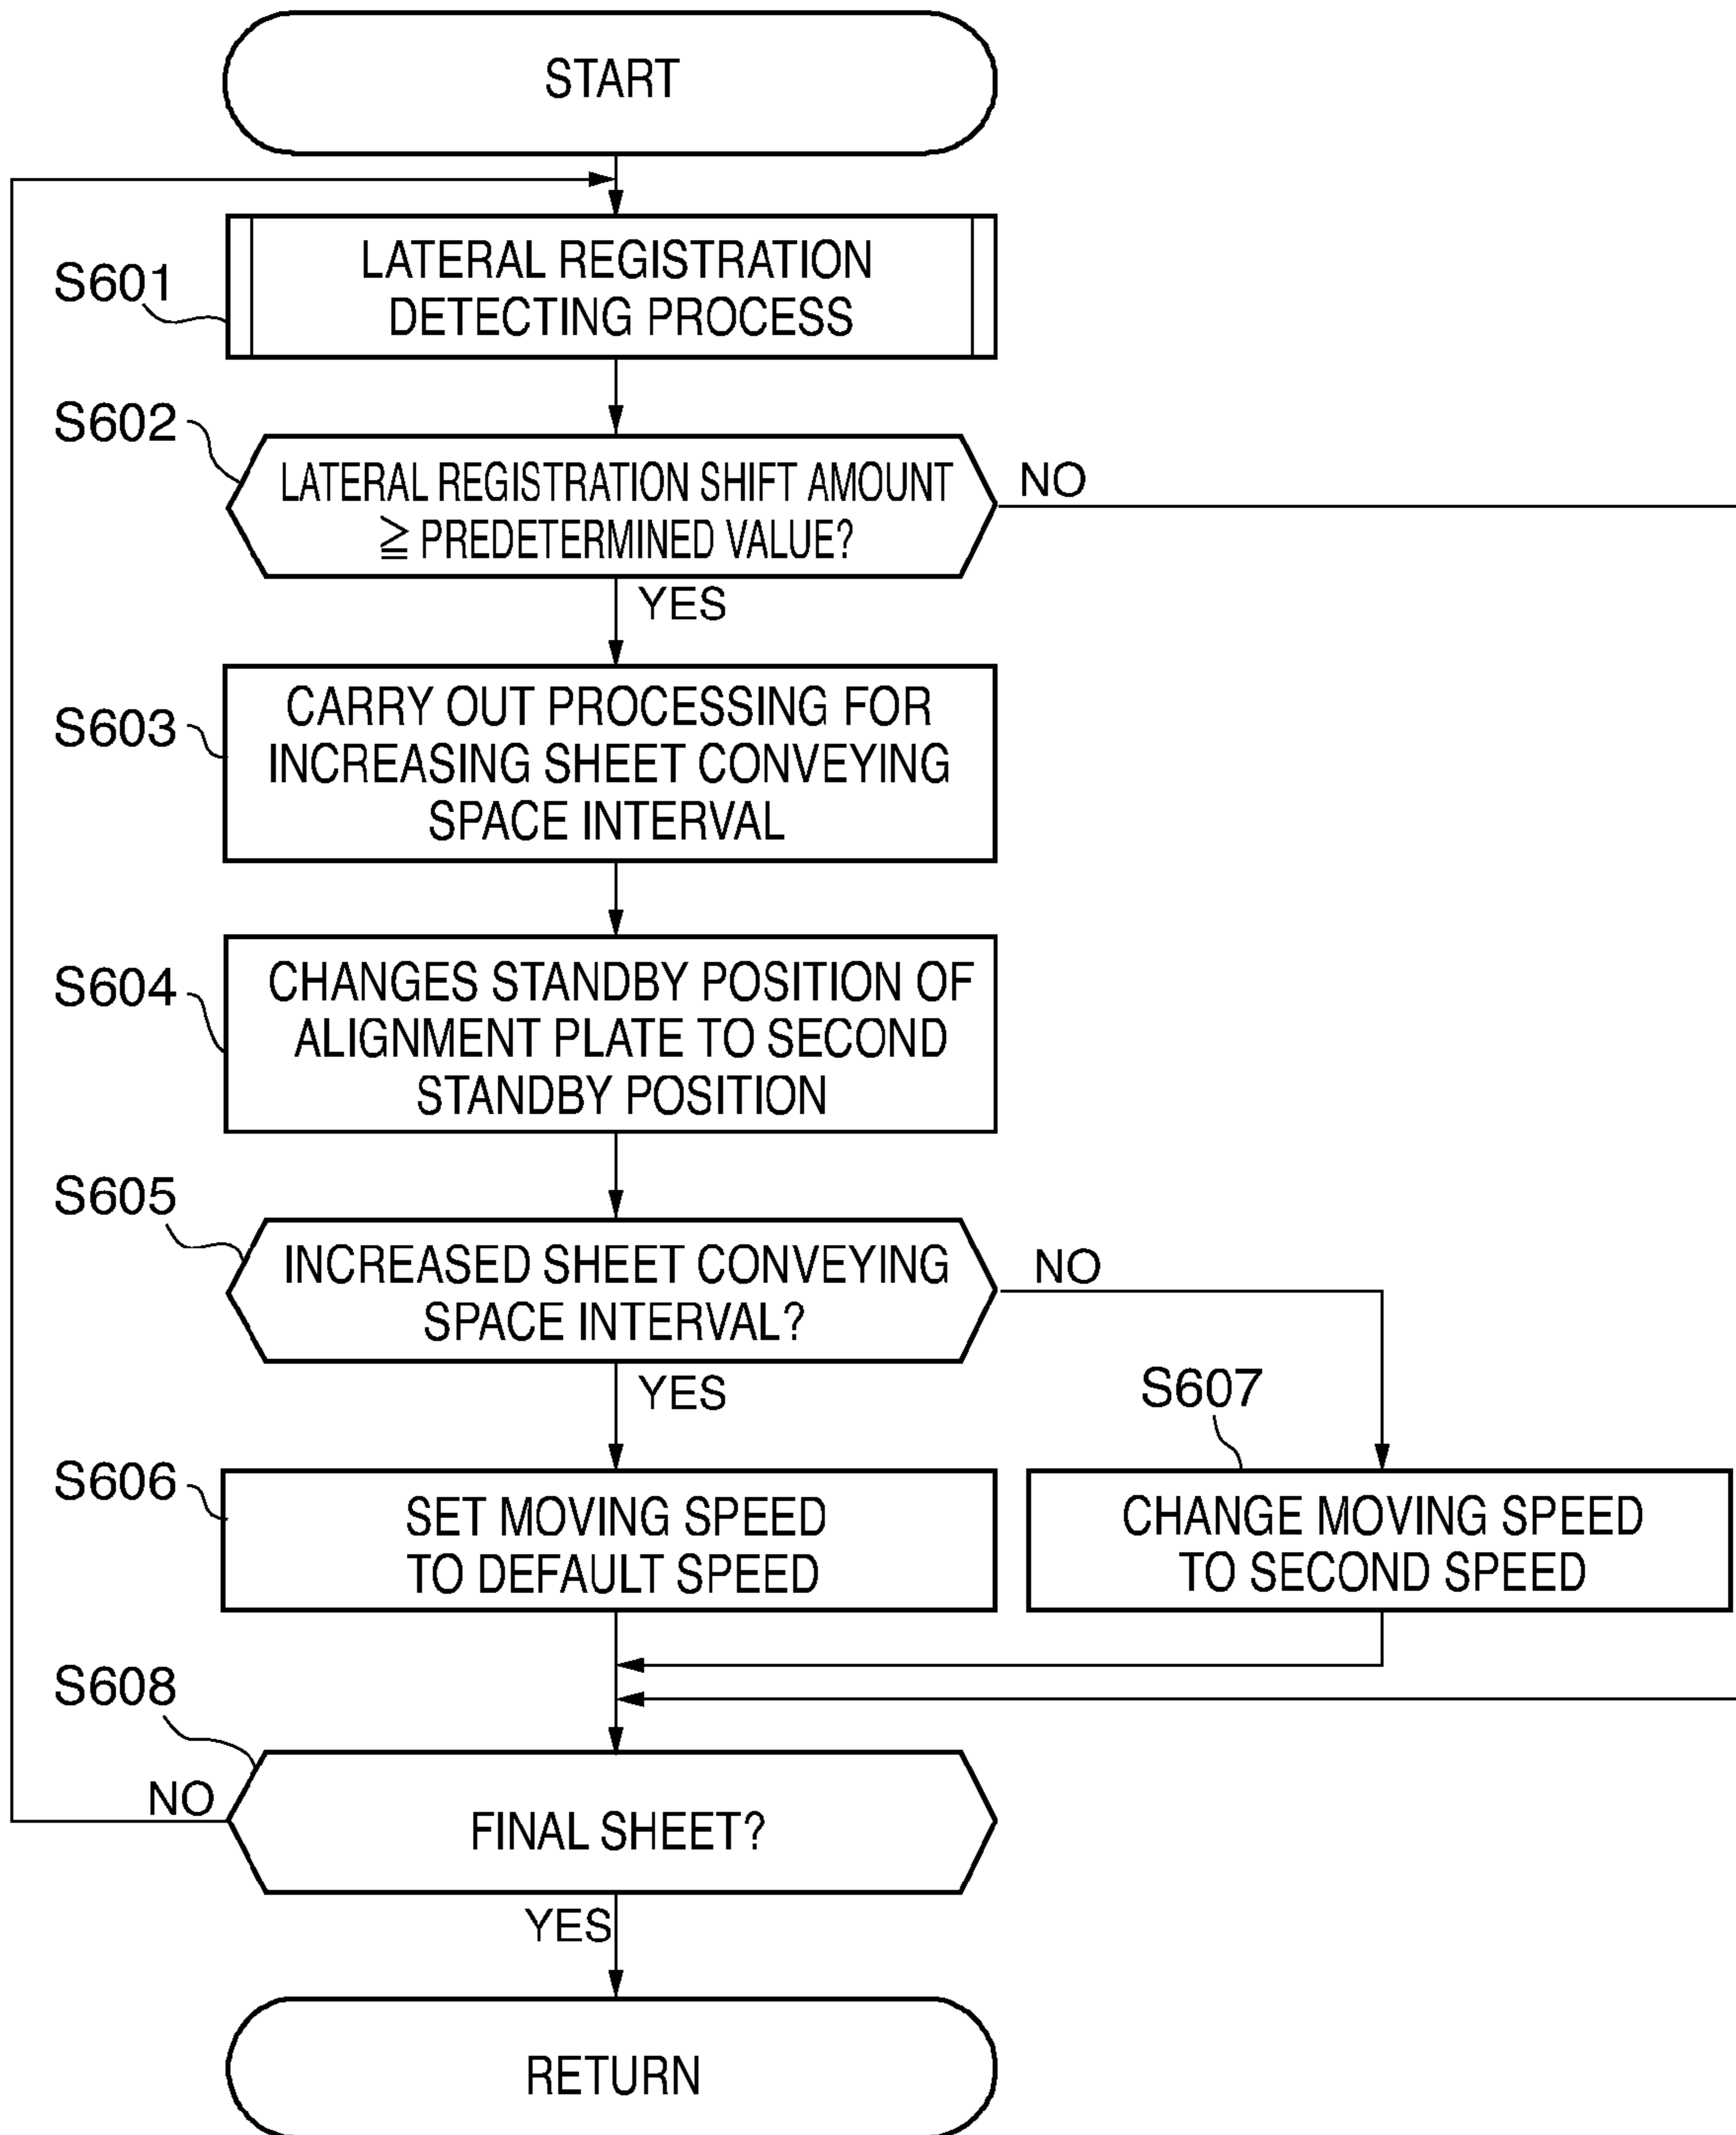 START
S601
LATERAL REGISTRATION
DETECTING PROCESS
S602
LATERAL REGISTRATION SHIFT AMOUNT
≧ PREDETERMINED VALUE?
NO
YES
S603
CARRY OUT PROCESSING FOR
INCREASING SHEET CONVEYING
SPACE INTERVAL
S604
CHANGES STANDBY POSITION OF
ALIGNMENT PLATE TO SECOND
STANDBY POSITION
S605
INCREASED SHEET CONVEYING
SPACE INTERVAL?
NO
YES
S606
SET MOVING SPEED
TO DEFAULT SPEED
S607
CHANGE MOVING SPEED
TO SECOND SPEED
S608
NO
FINAL SHEET?
YES
RETURN